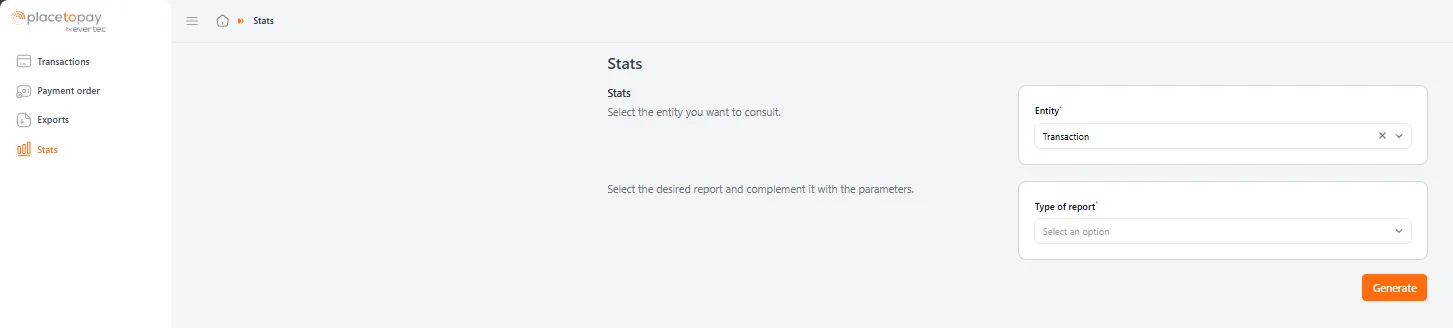 placetopay
by evertec
Transactions
Payment order
Exports
Stats
Stats
Stats
Stats
Select the entity you want to consult.
Entity*
Transaction
Select the desired report and complement it with the parameters.
Type of report*
Select an option
Generate